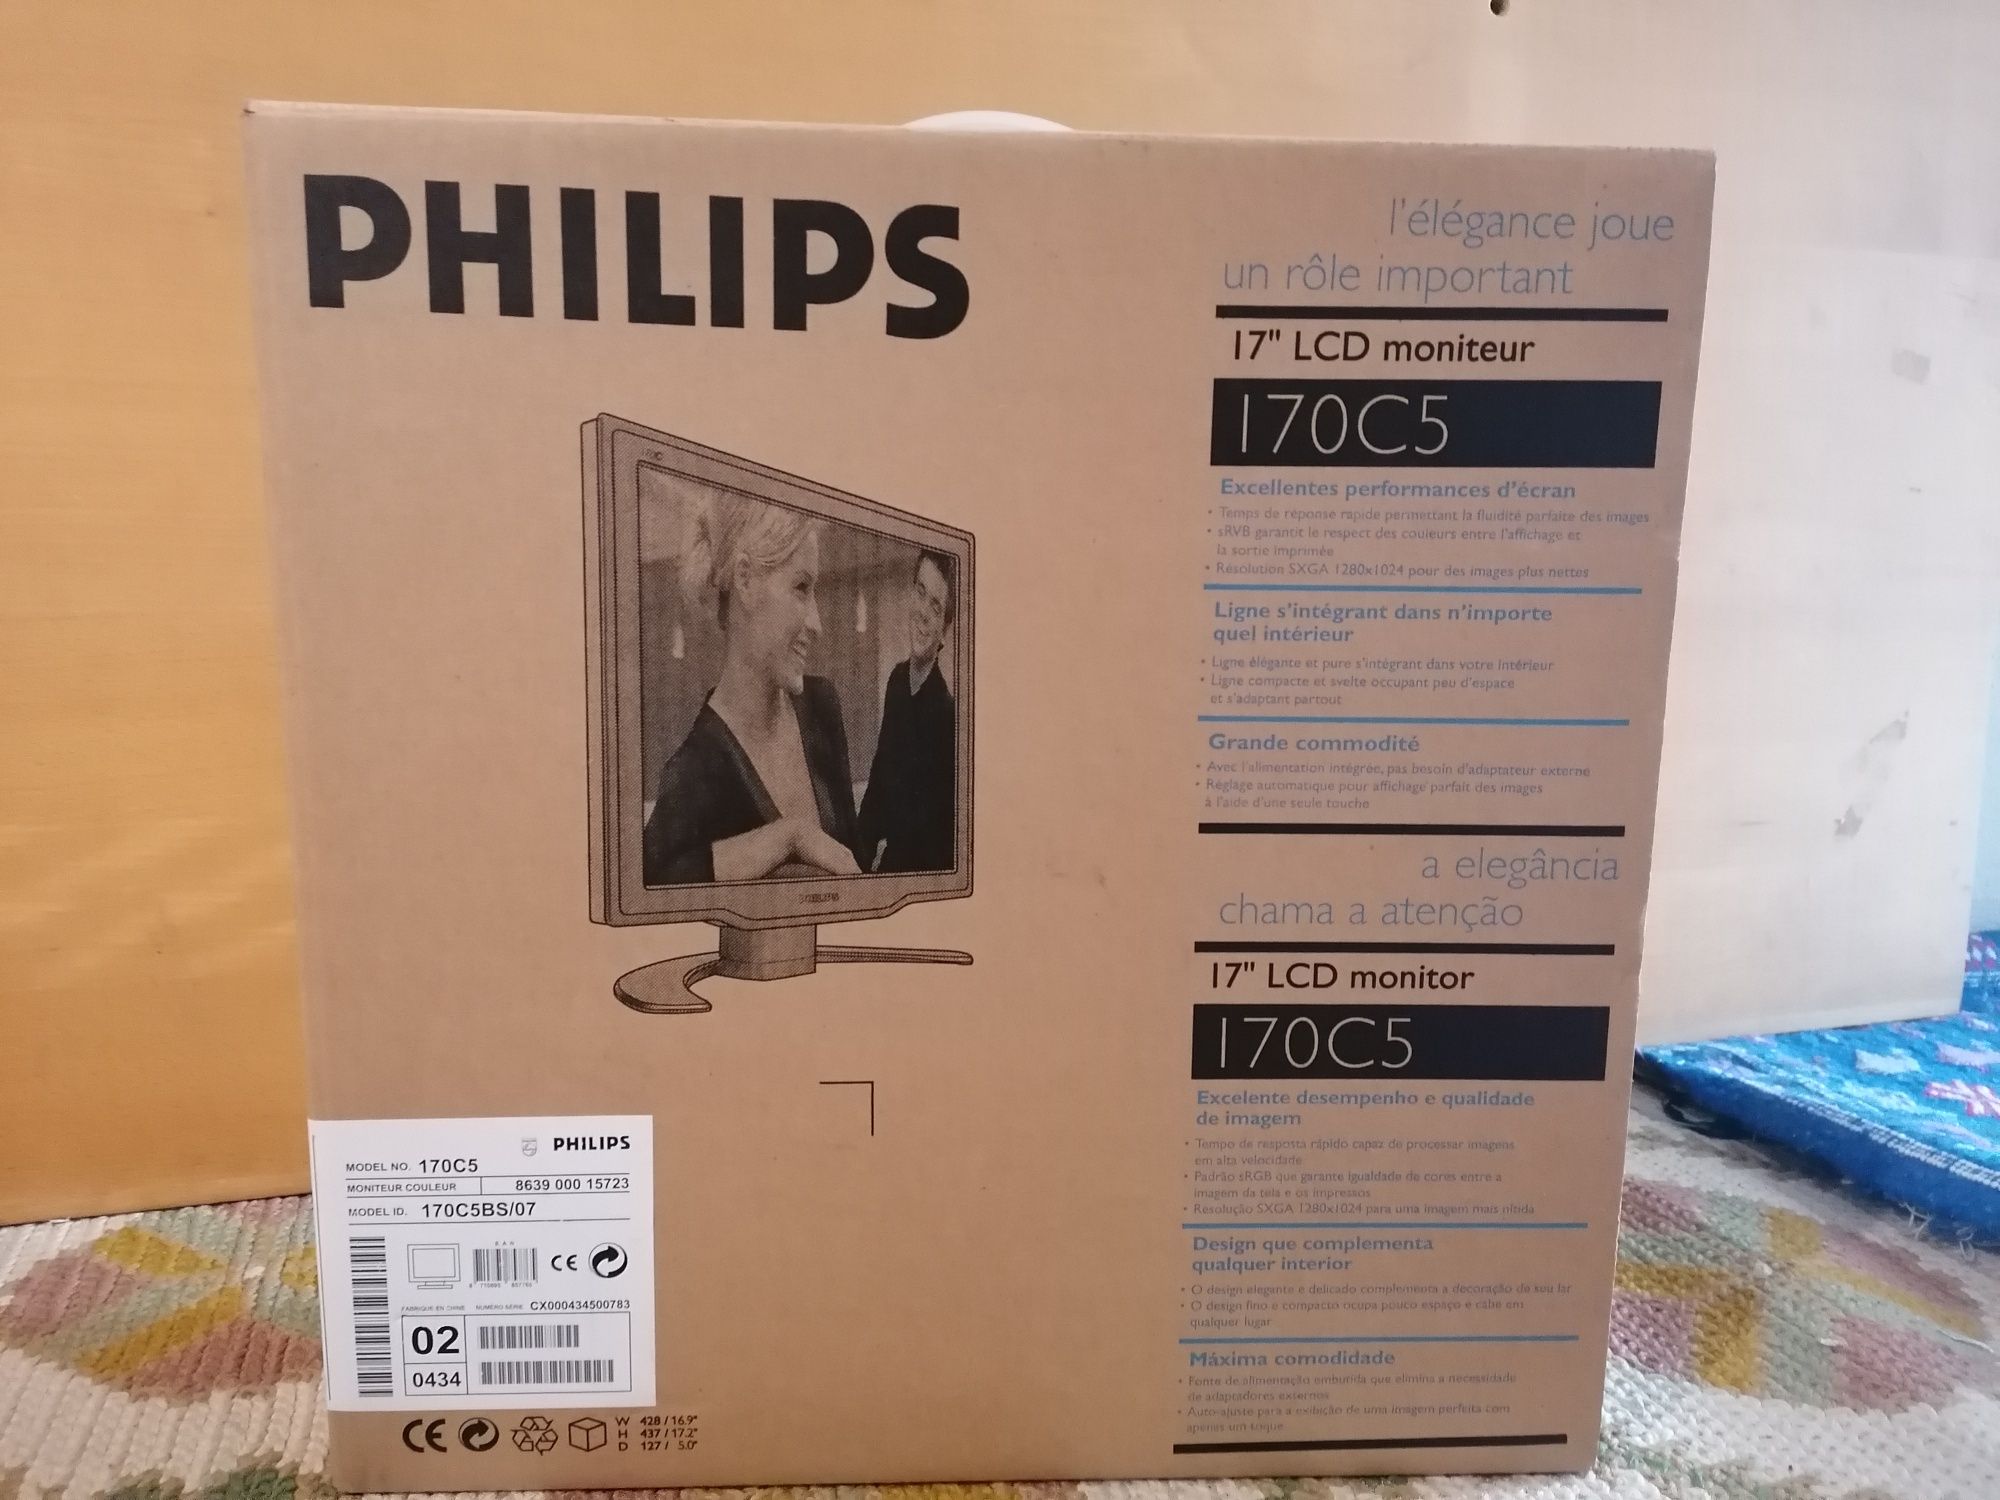 PHILIPS
l'élégance joue
un rôle important
17" LCD moniteur
170C5
Excellentes performances d'écran
• Temps de réponse rapide permettant la fluidité parfaite des images
• sRVB garantit le respect des couleurs entre l'affichage et
la sortie imprimée
• Résolution SXGA 1280x1024 pour des images plus nettes
Ligne s'intégrant dans n'importe
quel intérieur
• Ligne élégante et pure s'intégrant dans votre intérieur
• Ligne compacte et svelte occupant peu d'espace
et s'adaptant partout
Grande commodité
• Avec l'alimentation intégrée, pas besoin d'adaptateur externe
• Réglage automatique pour affichage parfait des images
à l'aide d'une seule touche
a elegância
chama a atenção
17" LCD monitor
170C5
Excelente desempenho e qualidade
de imagem
• Tempo de resposta rápido capaz de processar imagens
em alta velocidade
• Padrão sRGB que garante igualdade de cores entre a
imagem da tela e os impressos
• Resolução SXGA 1280x1024 para uma imagem mais nítida
Design que complementa
qualquer interior
• O design elegante e delicado complementa a decoração de seu lar
• O design fino e compacto ocupa pouco espaço e cabe em
qualquer lugar
Máxima comodidade
• Fonte de alimentação embutida que elimina a necessidade
de adaptadores externos
• Auto-ajuste para a exibição de uma imagem perfeita com
apenas um toque
PHILIPS
PHILIPS
MODEL NO. 170C5
MONITEUR COULEUR 8639 000 15723
MODEL ID. 170C5BS/07
E A N
CE
FABRIQUE EN CHINE NUMERO SERIE CX000434500783
02
0434
CE
W 428 / 16.9"
H 437 / 17.2"
D 127 / 5.0"